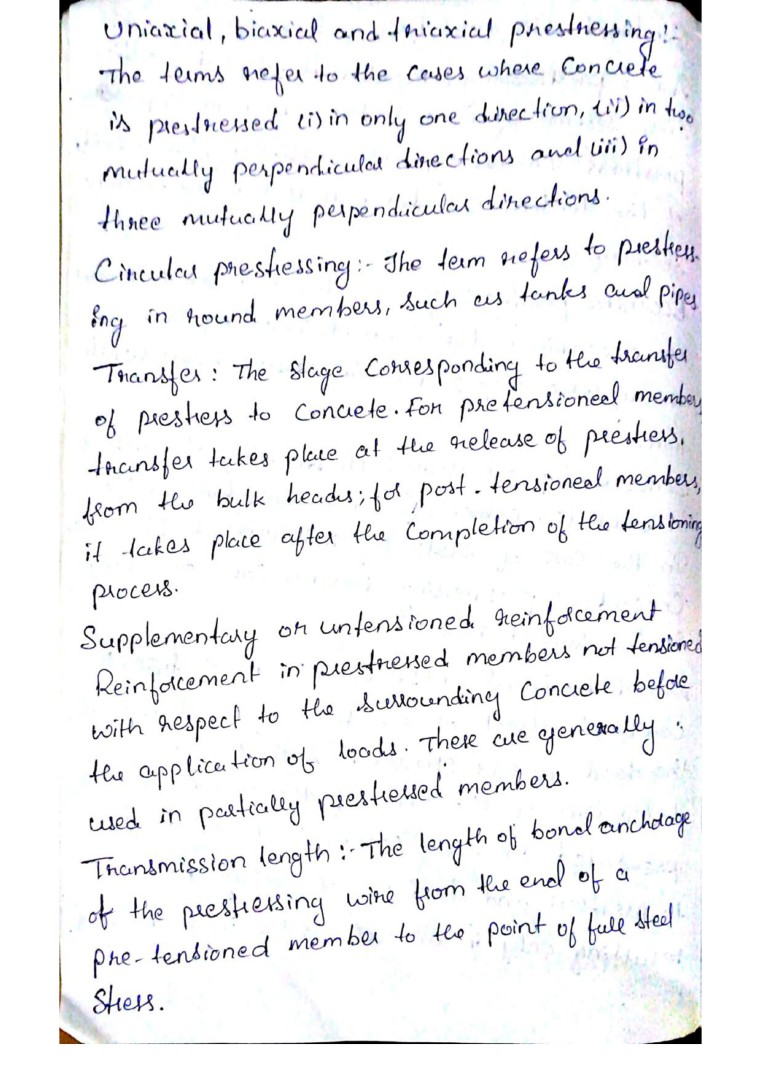 Uniaxial, biaxial and triaxial prestressing :-
The terms refer to the cases where concrete
is prestressed (i) in only one direction, (ii) in two
mutually perpendicular directions and (iii) in
three mutually perpendicular directions.
Circular prestressing :- The term refers to prestress-
ing in round members, such as tanks and pipes
Transfer : The stage corresponding to the transfer
of prestress to concrete. For pretensioned member,
transfer takes place at the release of prestress,
from the bulk heads; for post-tensioned members,
it takes place after the completion of the tensioning
process.
Supplementary or untensioned reinforcement
Reinforcement in prestressed members not tensioned
with respect to the surrounding concrete before
the application of loads. These are generally
used in partially prestressed members.
Transmission length :- The length of bond anchorage
of the prestressing wire from the end of a
pre-tensioned member to the point of full steel
stress.